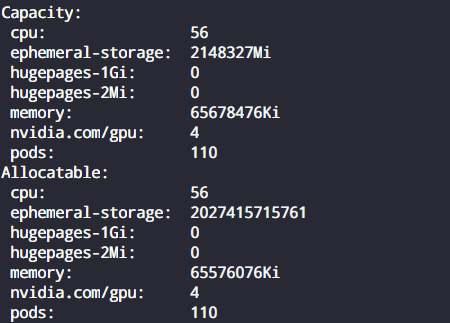 Capacity:
 cpu:                56
 ephemeral-storage:  2148327Mi
 hugepages-1Gi:      0
 hugepages-2Mi:      0
 memory:             65678476Ki
 nvidia.com/gpu:     4
 pods:               110
Allocatable:
 cpu:                56
 ephemeral-storage:  2027415715761
 hugepages-1Gi:      0
 hugepages-2Mi:      0
 memory:             65576076Ki
 nvidia.com/gpu:     4
 pods:               110